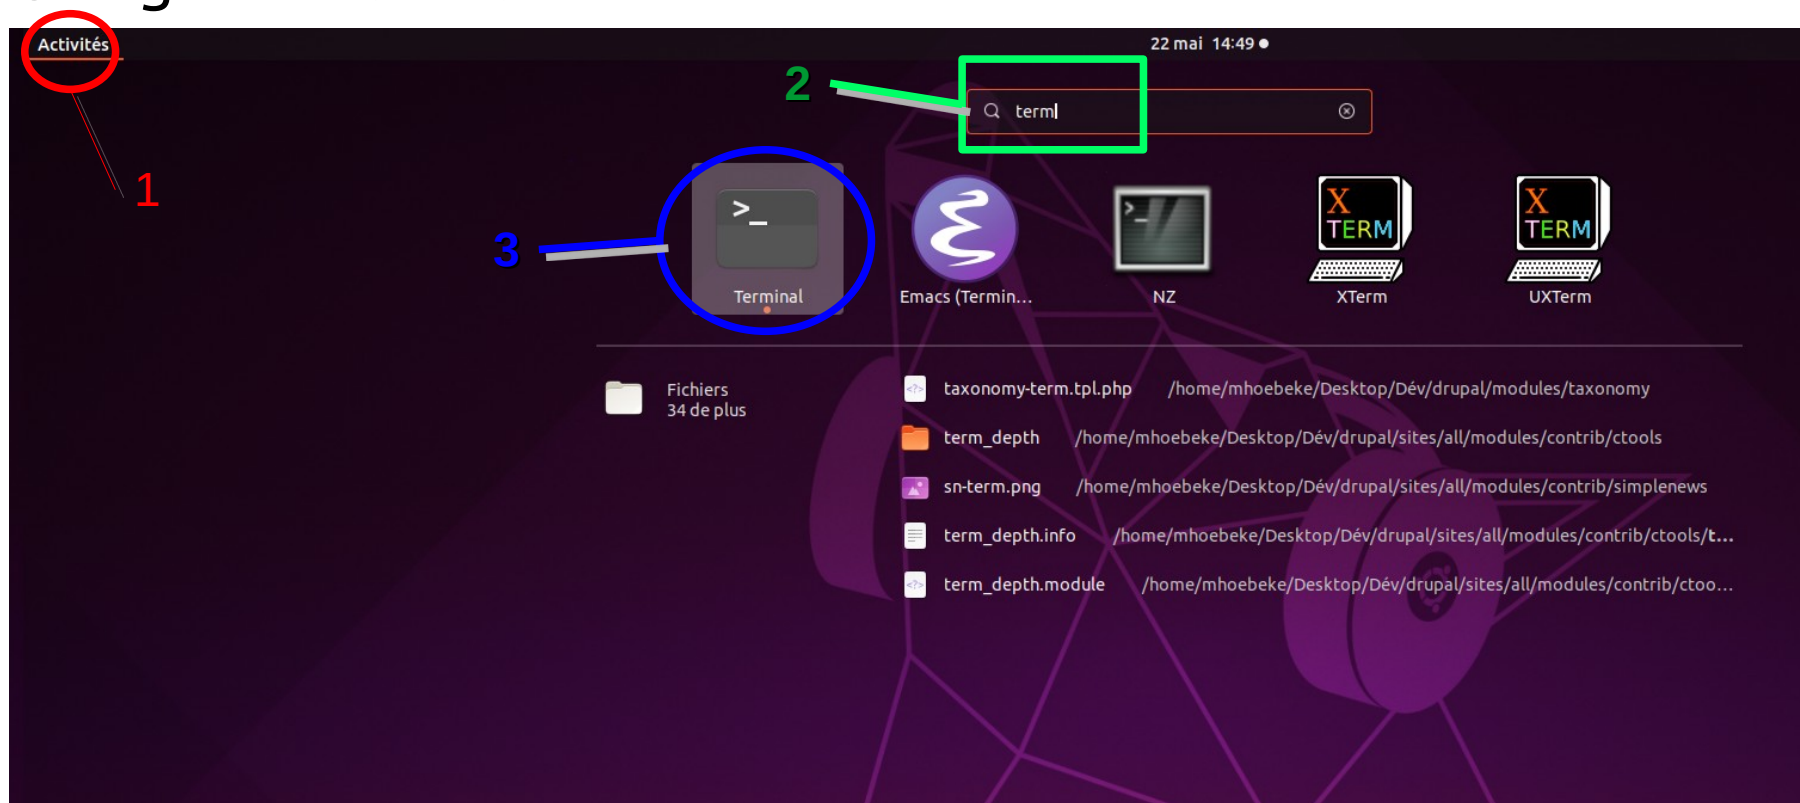 Activités
22 mai 14:49
2
term
1
3
>_
>_
X
TERM
X
TERM
Terminal
Emacs (Termin...
NZ
XTerm
UXTerm
Fichiers
34 de plus
taxonomy-term.tpl.php /home/mhoebeke/Desktop/Dév/drupal/modules/taxonomy
term_depth /home/mhoebeke/Desktop/Dév/drupal/sites/all/modules/contrib/ctools
sn-term.png /home/mhoebeke/Desktop/Dév/drupal/sites/all/modules/contrib/simplenews
term_depth.info /home/mhoebeke/Desktop/Dév/drupal/sites/all/modules/contrib/ctools/t...
term_depth.module /home/mhoebeke/Desktop/Dév/drupal/sites/all/modules/contrib/ctoo...